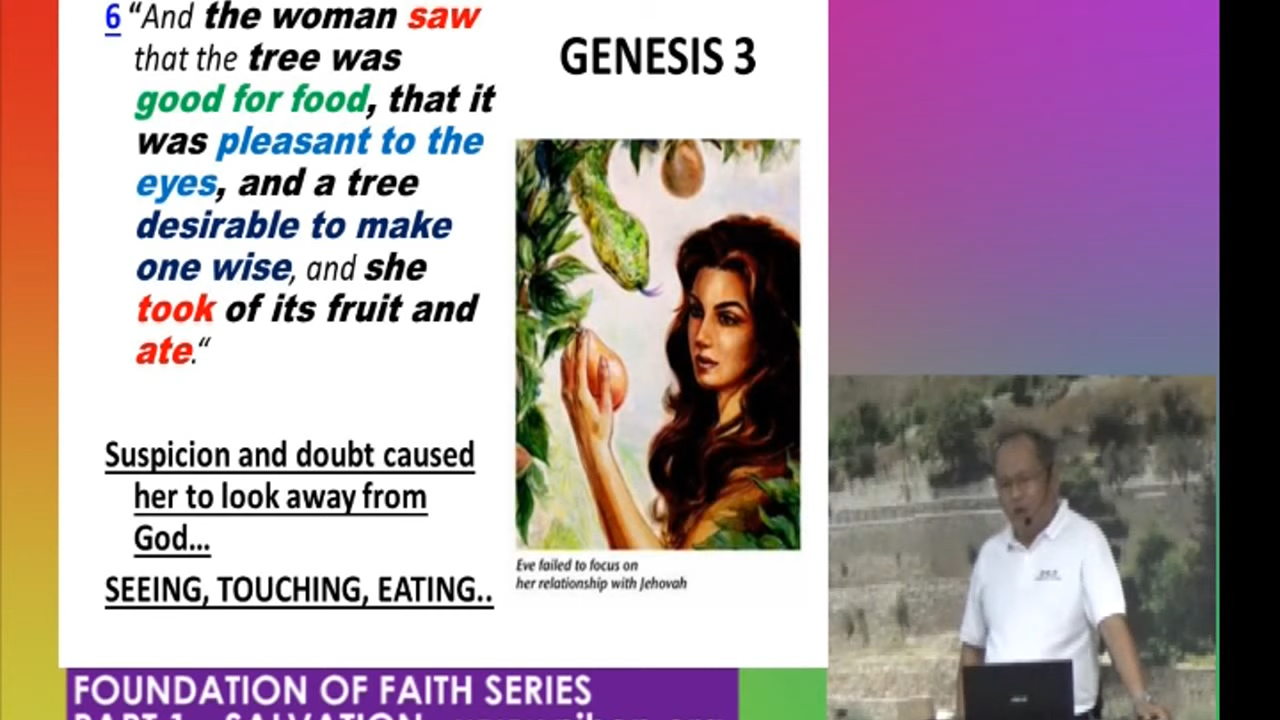 6 “And the woman saw
that the tree was
good for food, that it
was pleasant to the
eyes, and a tree
desirable to make
one wise, and she
took of its fruit and
ate.“
Suspicion and doubt caused
her to look away from
God...
SEEING, TOUCHING, EATING..
GENESIS 3
Eve failed to focus on
her relationship with Jehovah
FOUNDATION OF FAITH SERIES
PART 1 - SALVATION